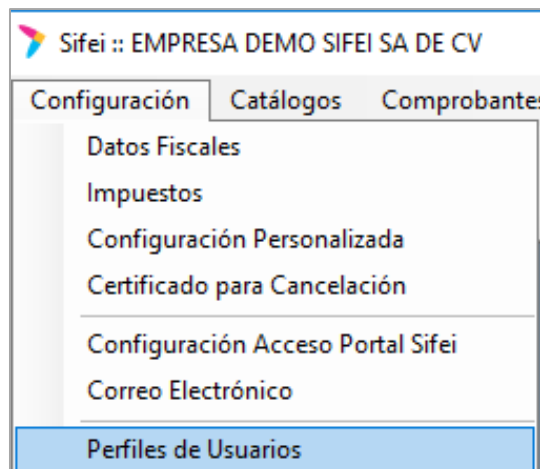 Sifei :: EMPRESA DEMO SIFEI SA DE CV
Configuración Catálogos Comprobantes
Datos Fiscales
Impuestos
Configuración Personalizada
Certificado para Cancelación
Configuración Acceso Portal Sifei
Correo Electrónico
Perfiles de Usuarios